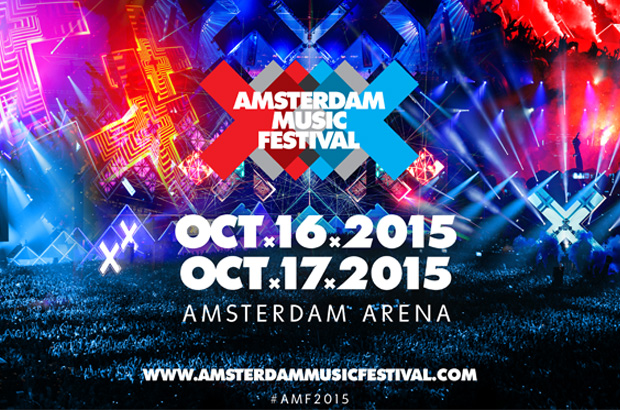 AMSTERDAM
MUSIC
FESTIVAL
OCT×16×2015
OCT×17×2015
AMSTERDAM ARENA
WWW.AMSTERDAMMUSICFESTIVAL.COM
#AMF2015